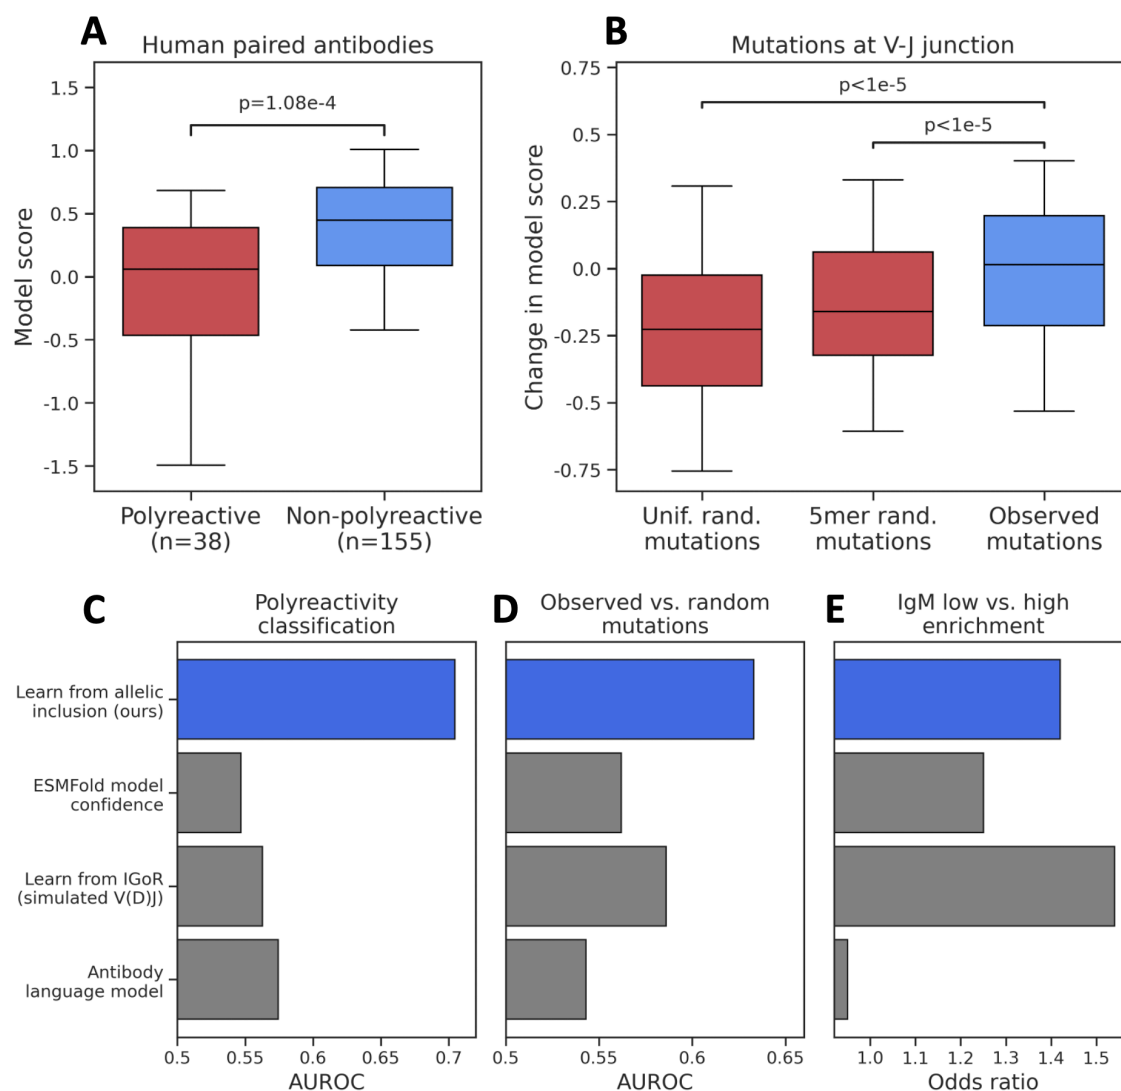 A
Human paired antibodies
p=1.08e-4
Model score
1.5
1.0
0.5
0.0
-0.5
-1.0
-1.5
Polyreactive
(n=38)
Non-polyreactive
(n=155)
B
Mutations at V-J junction
p<1e-5
p<1e-5
Change in model score
0.75
0.5
0.25
0.0
-0.25
-0.5
-0.75
Unif. rand.
mutations
5mer rand.
mutations
Observed
mutations
C
Polyreactivity
classification
Learn from allelic
inclusion (ours)
ESMFold model
confidence
Learn from IGoR
(simulated V(D)J)
Antibody
language model
0.5 0.55 0.6 0.65 0.7
AUROC
D
Observed vs. random
mutations
0.5 0.55 0.6 0.65
AUROC
E
IgM low vs. high
enrichment
1.0 1.1 1.2 1.3 1.4 1.5
Odds ratio